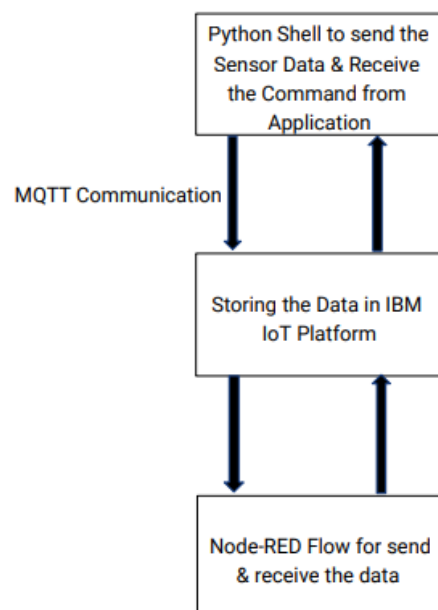 Python Shell to send the
Sensor Data & Receive
the Command from
Application
MQTT Communication
Storing the Data in IBM
IoT Platform
Node-RED Flow for send
& receive the data